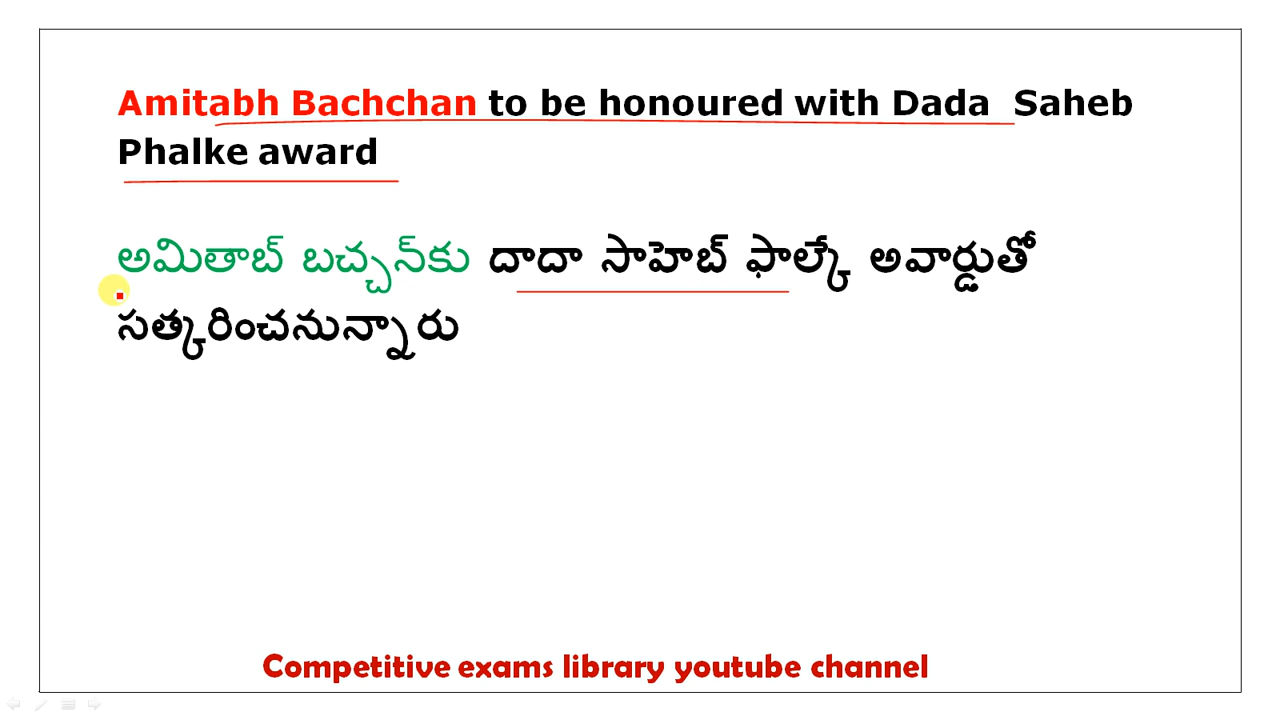 Amitabh Bachchan to be honoured with Dada Saheb
Phalke award
అమితాబ్ బచ్చన్‌కు దాదా సాహెబ్ ఫాల్కే అవార్డుతో
సత్కరించనున్నారు
Competitive exams library youtube channel